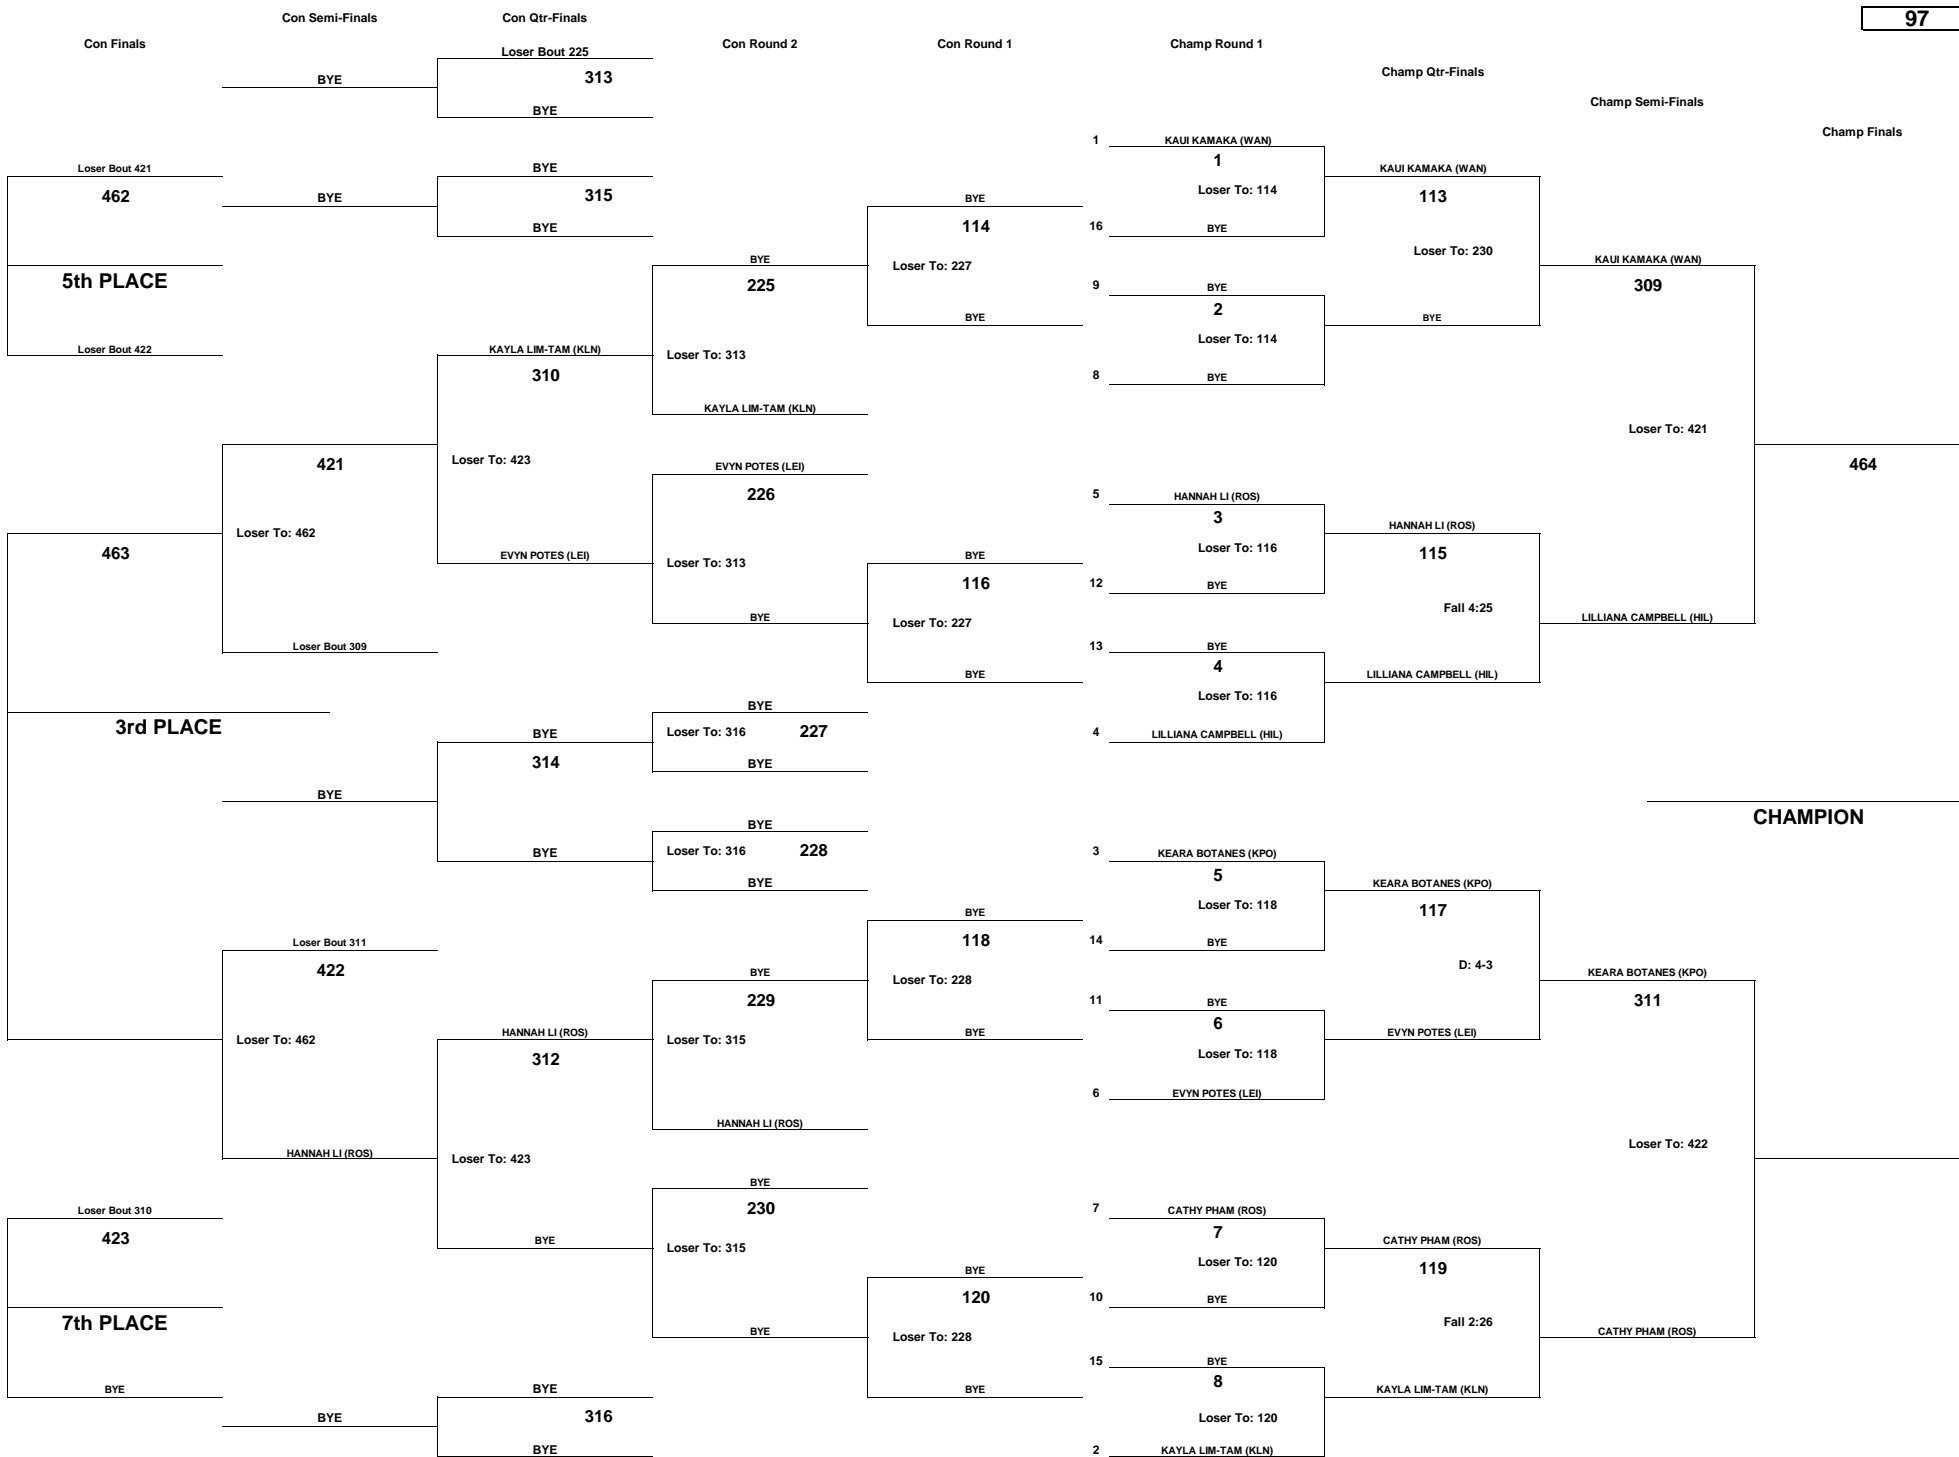 97
Con Semi-Finals
Con Qtr-Finals
Con Finals
Con Round 2
Con Round 1
Champ Round 1
Champ Qtr-Finals
Champ Semi-Finals
Champ Finals
Loser Bout 225
313
BYE
BYE
Loser Bout 421
462
5th PLACE
Loser Bout 422
BYE
BYE
315
BYE
KAYLA LIM-TAM (KLN)
310
Loser To: 423
EVYN POTES (LEI)
421
Loser To: 462
Loser Bout 309
463
3rd PLACE
BYE
225
Loser To: 313
KAYLA LIM-TAM (KLN)
EVYN POTES (LEI)
226
Loser To: 313
BYE
BYE
114
Loser To: 227
BYE
BYE
116
Loser To: 227
BYE
1
KAUI KAMAKA (WAN)
1
Loser To: 114
16
BYE
9
BYE
2
Loser To: 114
8
BYE
5
HANNAH LI (ROS)
3
Loser To: 116
12
BYE
13
BYE
4
Loser To: 116
4
LILLIANA CAMPBELL (HIL)
KAUI KAMAKA (WAN)
113
Loser To: 230
BYE
HANNAH LI (ROS)
115
Fall 4:25
LILLIANA CAMPBELL (HIL)
KAUI KAMAKA (WAN)
309
Loser To: 421
LILLIANA CAMPBELL (HIL)
464
CHAMPION
BYE
Loser To: 316
227
BYE
BYE
314
BYE
BYE
BYE
Loser To: 316
228
BYE
Loser Bout 311
422
Loser To: 462
HANNAH LI (ROS)
HANNAH LI (ROS)
312
Loser To: 423
BYE
BYE
229
Loser To: 315
HANNAH LI (ROS)
BYE
230
Loser To: 315
BYE
BYE
118
Loser To: 228
BYE
BYE
120
Loser To: 228
BYE
3
KEARA BOTANES (KPO)
5
Loser To: 118
14
BYE
11
BYE
6
Loser To: 118
6
EVYN POTES (LEI)
7
CATHY PHAM (ROS)
7
Loser To: 120
10
BYE
15
BYE
8
Loser To: 120
2
KAYLA LIM-TAM (KLN)
KEARA BOTANES (KPO)
117
D: 4-3
EVYN POTES (LEI)
CATHY PHAM (ROS)
119
Fall 2:26
KAYLA LIM-TAM (KLN)
KEARA BOTANES (KPO)
311
Loser To: 422
CATHY PHAM (ROS)
Loser Bout 310
423
7th PLACE
BYE
BYE
BYE
316
BYE